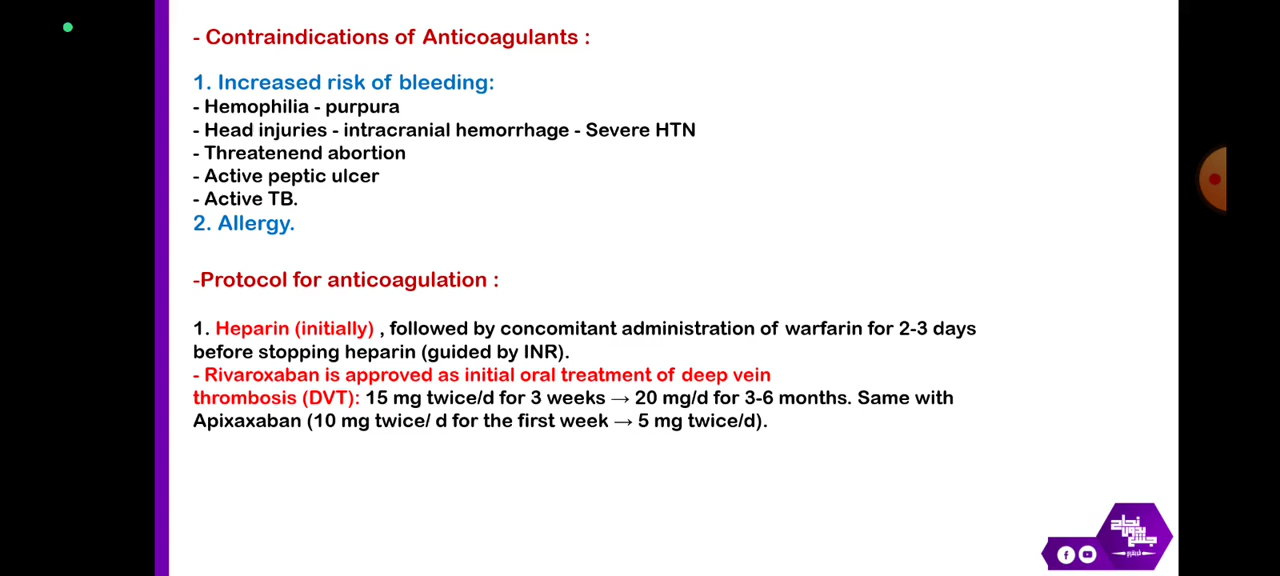 - Contraindications of Anticoagulants :
1. Increased risk of bleeding:
- Hemophilia - purpura
- Head injuries - intracranial hemorrhage - Severe HTN
- Threatenend abortion
- Active peptic ulcer
- Active TB.
2. Allergy.
-Protocol for anticoagulation :
1. Heparin (initially) , followed by concomitant administration of warfarin for 2-3 days
before stopping heparin (guided by INR).
- Rivaroxaban is approved as initial oral treatment of deep vein
thrombosis (DVT): 15 mg twice/d for 3 weeks → 20 mg/d for 3-6 months. Same with
Apixaxaban (10 mg twice/ d for the first week → 5 mg twice/d).